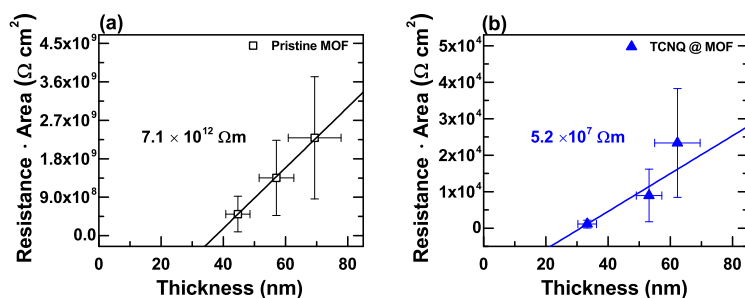 (a)
Pristine MOF
7.1 × 10¹² Ωm
4.5x10⁹
3.6x10⁹
2.7x10⁹
1.8x10⁹
9.0x10⁸
0.0
Resistance · Area (Ω cm²)
0 20 40 60 80
Thickness (nm)
(b)
TCNQ @ MOF
5.2 ×10⁷ Ωm
5x10⁴
4x10⁴
3x10⁴
2x10⁴
1x10⁴
0
Resistance · Area (Ω cm²)
0 20 40 60 80
Thickness (nm)